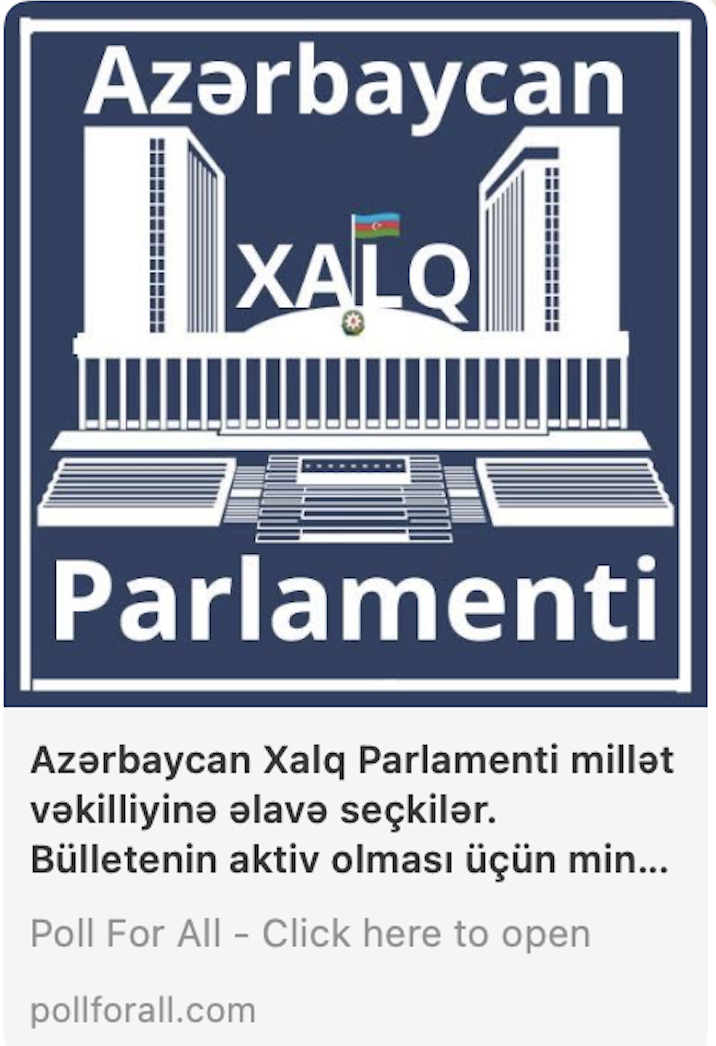 Azərbaycan
XALQ
Parlamenti
Azərbaycan Xalq Parlamenti millət
vəkilliyinə əlavə seçkilər.
Bülletenin aktiv olması üçün min...
Poll For All - Click here to open
pollforall.com